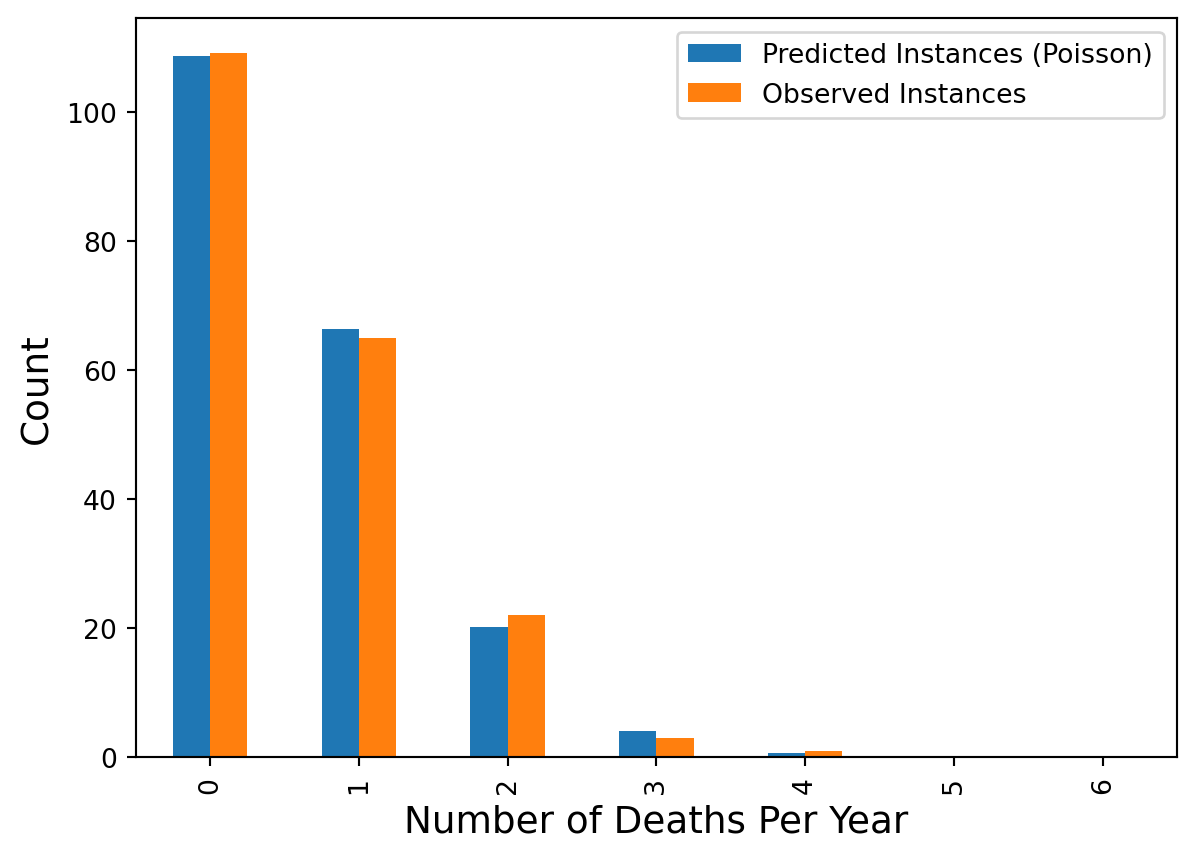 Predicted Instances (Poisson)
Observed Instances
100
80
60
40
20
0
Count
0 1 2 3 4 5 6
Number of Deaths Per Year